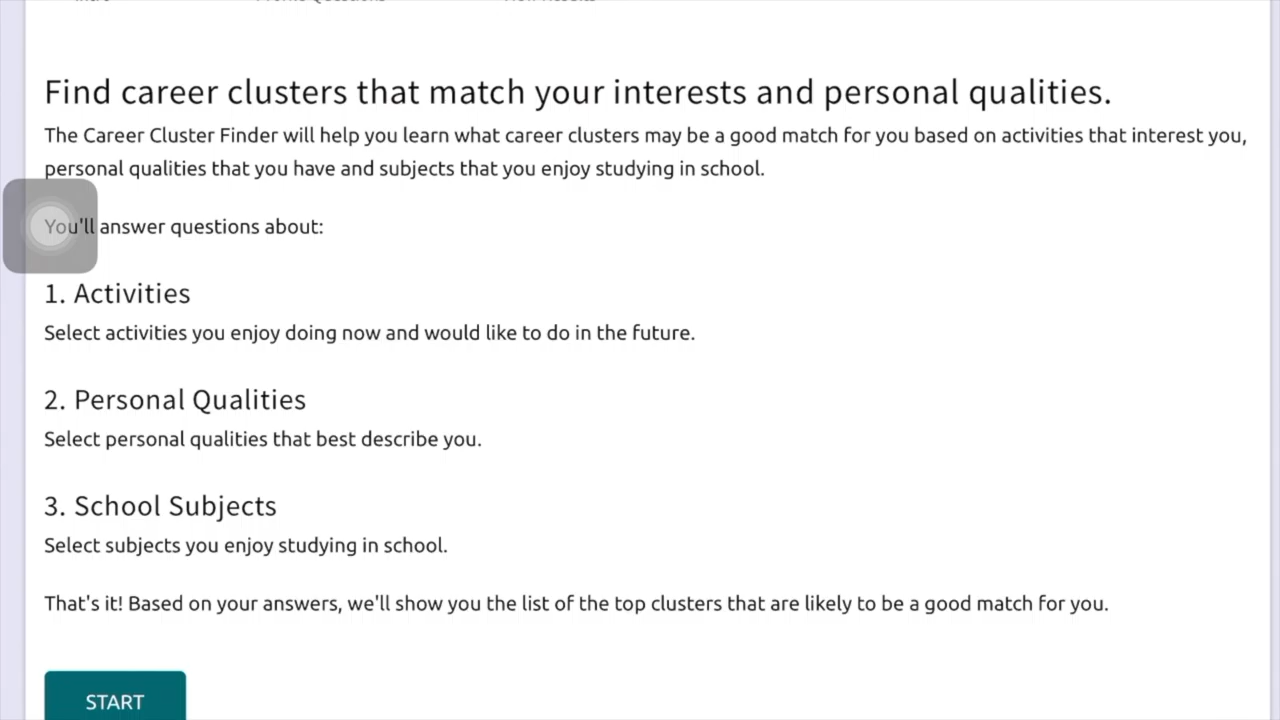 Find career clusters that match your interests and personal qualities.
The Career Cluster Finder will help you learn what career clusters may be a good match for you based on activities that interest you,
personal qualities that you have and subjects that you enjoy studying in school.
You'll answer questions about:
1. Activities
Select activities you enjoy doing now and would like to do in the future.
2. Personal Qualities
Select personal qualities that best describe you.
3. School Subjects
Select subjects you enjoy studying in school.
That's it! Based on your answers, we'll show you the list of the top clusters that are likely to be a good match for you.
START